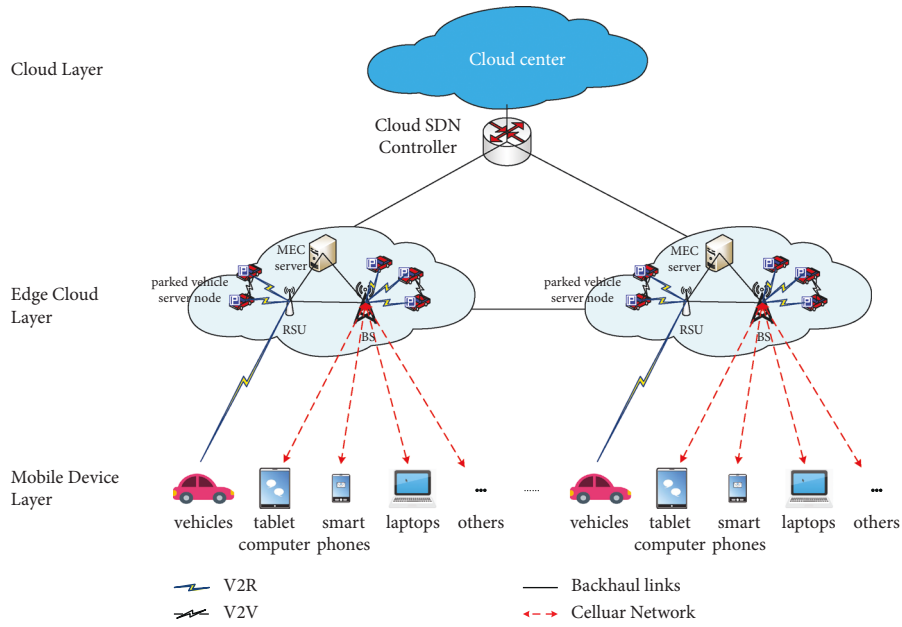 Cloud Layer
Cloud center
Cloud SDN
Controller
MEC
server
parked vehicle
server node
RSU
BS
MEC
server
parked vehicle
server node
RSU
BS
Edge Cloud
Layer
Mobile Device
Layer
vehicles
tablet
computer
smart
phones
laptops
others
......
vehicles
tablet
computer
smart
phones
laptops
others
V2R
V2V
Backhaul links
Celluar Network